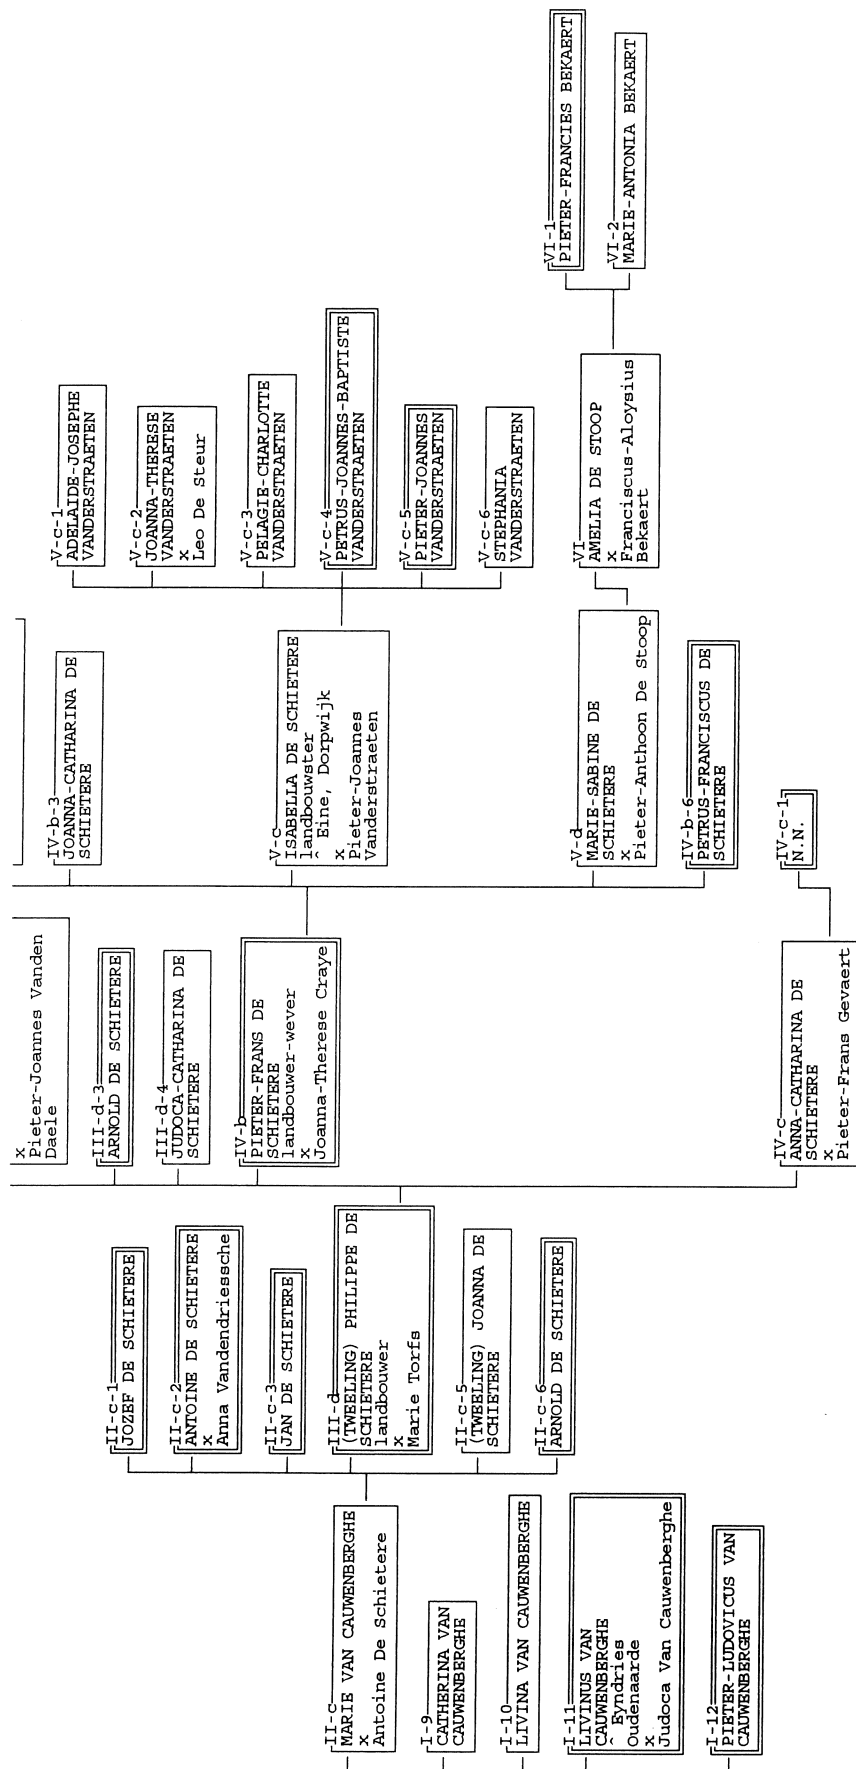 II-c
MARIE VAN CAUWENBERGHE
x
Antoine De Schietere
I-9
CATHERINA VAN
CAUWENBERGHE
I-10
LIVINA VAN CAUWENBERGHE
I-11
LIVINUS VAN
CAUWENBERGHE
^ Eyndries
Oudenaarde
x
Judoca Van Cauwenberghe
I-12
PIETER-LUDOVICUS VAN
CAUWENBERGHE
II-c-1
JOZEF DE SCHIETERE
II-c-2
ANTOINE DE SCHIETERE
x
Anna Vandendriessche
II-c-3
JAN DE SCHIETERE
III-d
(TWEELING) PHILIPPE DE
SCHIETERE
landbouwer
x
Marie Torfs
II-c-5
(TWEELING) JOANNA DE
SCHIETERE
II-c-6
ARNOLD DE SCHIETERE
x
Pieter-Joannes Vanden
Daele
III-d-3
ARNOLD DE SCHIETERE
III-d-4
JUDOCA-CATHARINA DE
SCHIETERE
IV-b
PIETER-FRANS DE
SCHIETERE
landbouwer-wever
x
Joanna-Therese Craye
IV-c
ANNA-CATHARINA DE
SCHIETERE
x
Pieter-Frans Gevaert
IV-b-3
JOANNA-CATHARINA DE
SCHIETERE
V-c
ISABELLA DE SCHIETERE
landbouwster
^ Eine, Dorpwijk
x
Pieter-Joannes
Vanderstraeten
V-d
MARIE-SABINE DE
SCHIETERE
x
Pieter-Anthoon De Stoop
IV-b-6
PETRUS-FRANCISCUS DE
SCHIETERE
IV-c-1
N.N.
V-c-1
ADELAIDE-JOSEPHE
VANDERSTRAETEN
V-c-2
JOANNA-THERESE
VANDERSTRAETEN
x
Leo De Steur
V-c-3
PELAGIE-CHARLOTTE
VANDERSTRAETEN
V-c-4
PETRUS-JOANNES-BAPTISTE
VANDERSTRAETEN
V-c-5
PIETER-JOANNES
VANDERSTRAETEN
V-c-6
STEPHANIA
VANDERSTRAETEN
VI
AMELIA DE STOOP
x
Franciscus-Aloysius
Bekaert
VI-1
PIETER-FRANCIES BEKAERT
VI-2
MARIE-ANTONIA BEKAERT